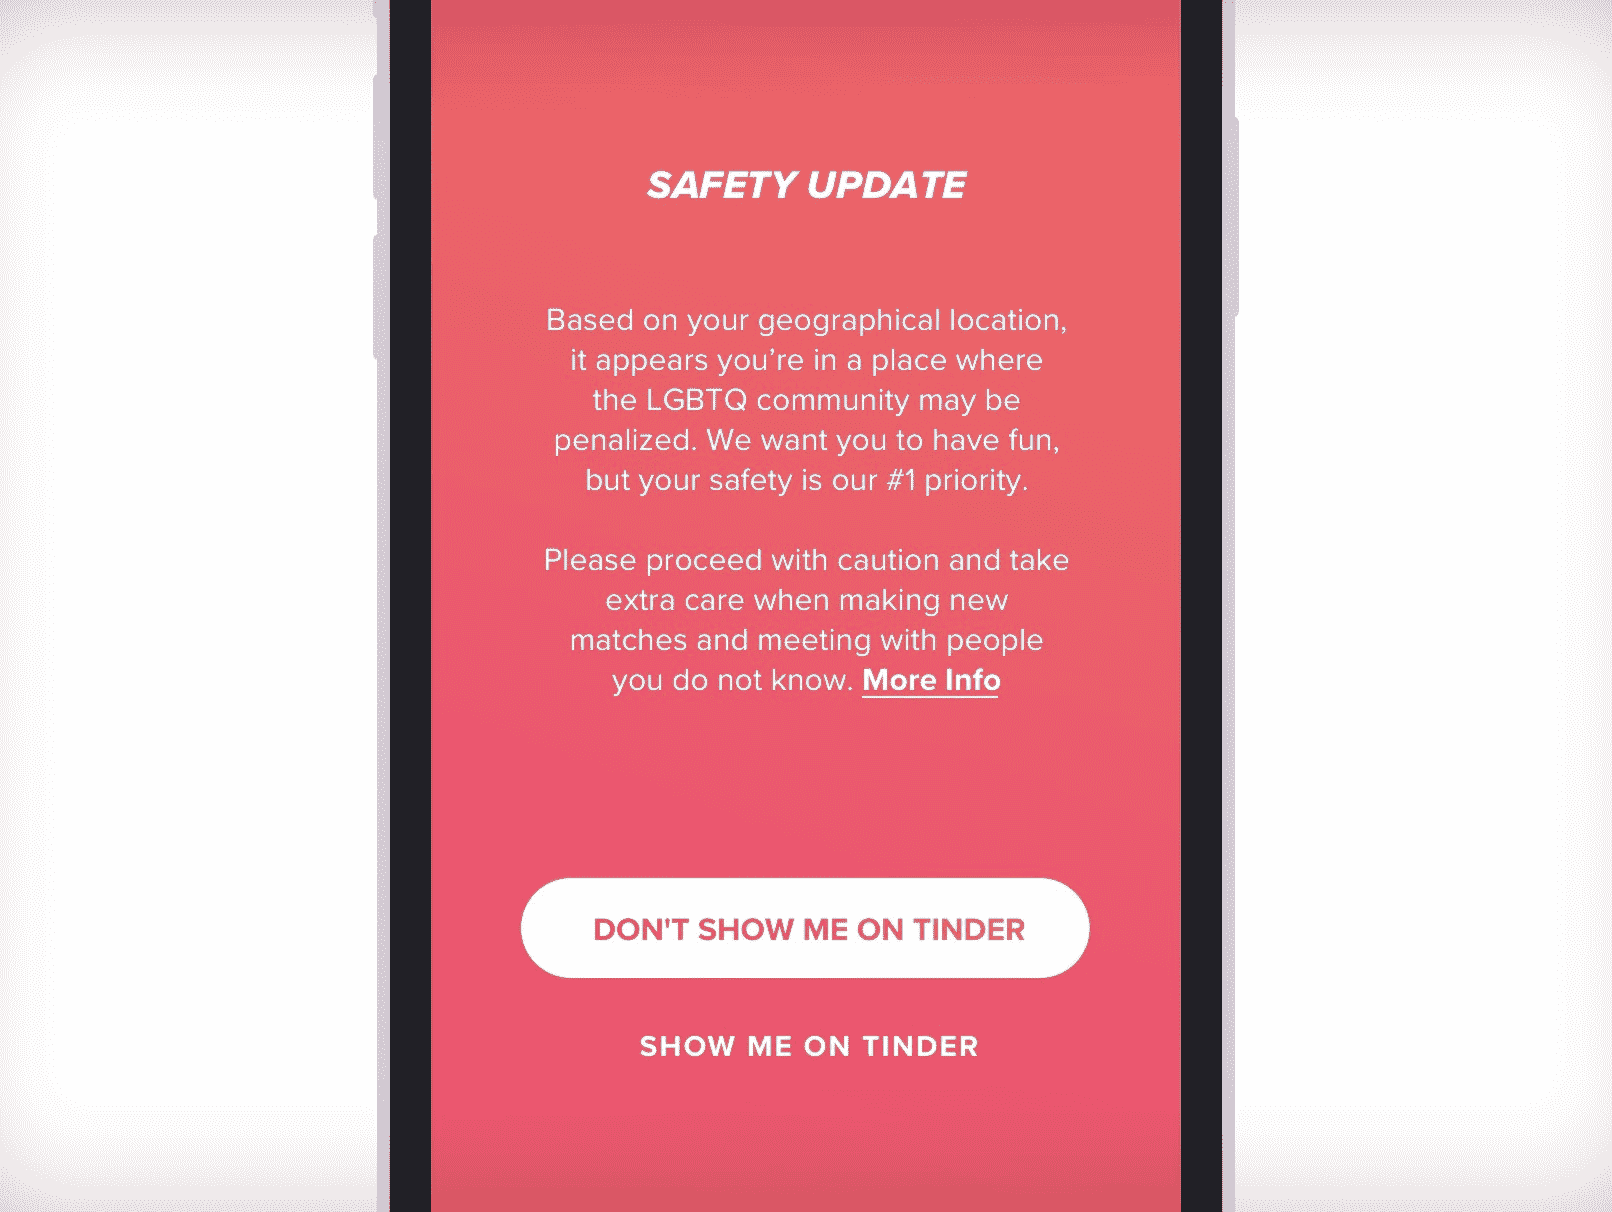 SAFETY UPDATE
Based on your geographical location,
it appears you’re in a place where
the LGBTQ community may be
penalized. We want you to have fun,
but your safety is our #1 priority.
Please proceed with caution and take
extra care when making new
matches and meeting with people
you do not know. More Info
DON'T SHOW ME ON TINDER
SHOW ME ON TINDER